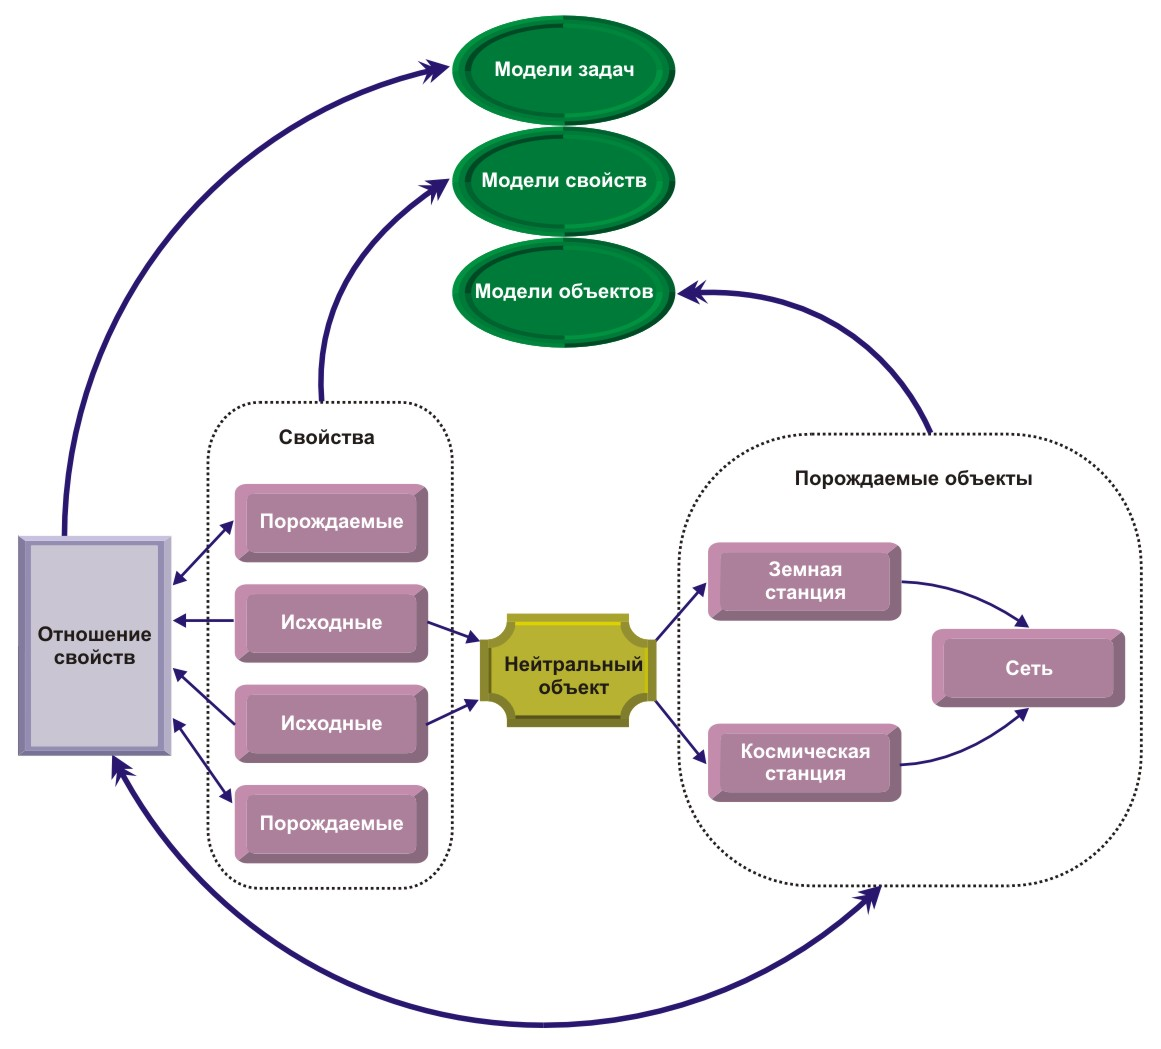 Модели задач
Модели свойств
Модели объектов
Свойства
Порождаемые
Исходные
Исходные
Порождаемые
Отношение
свойств
Нейтральный
объект
Порождаемые объекты
Земная
станция
Сеть
Космическая
станция